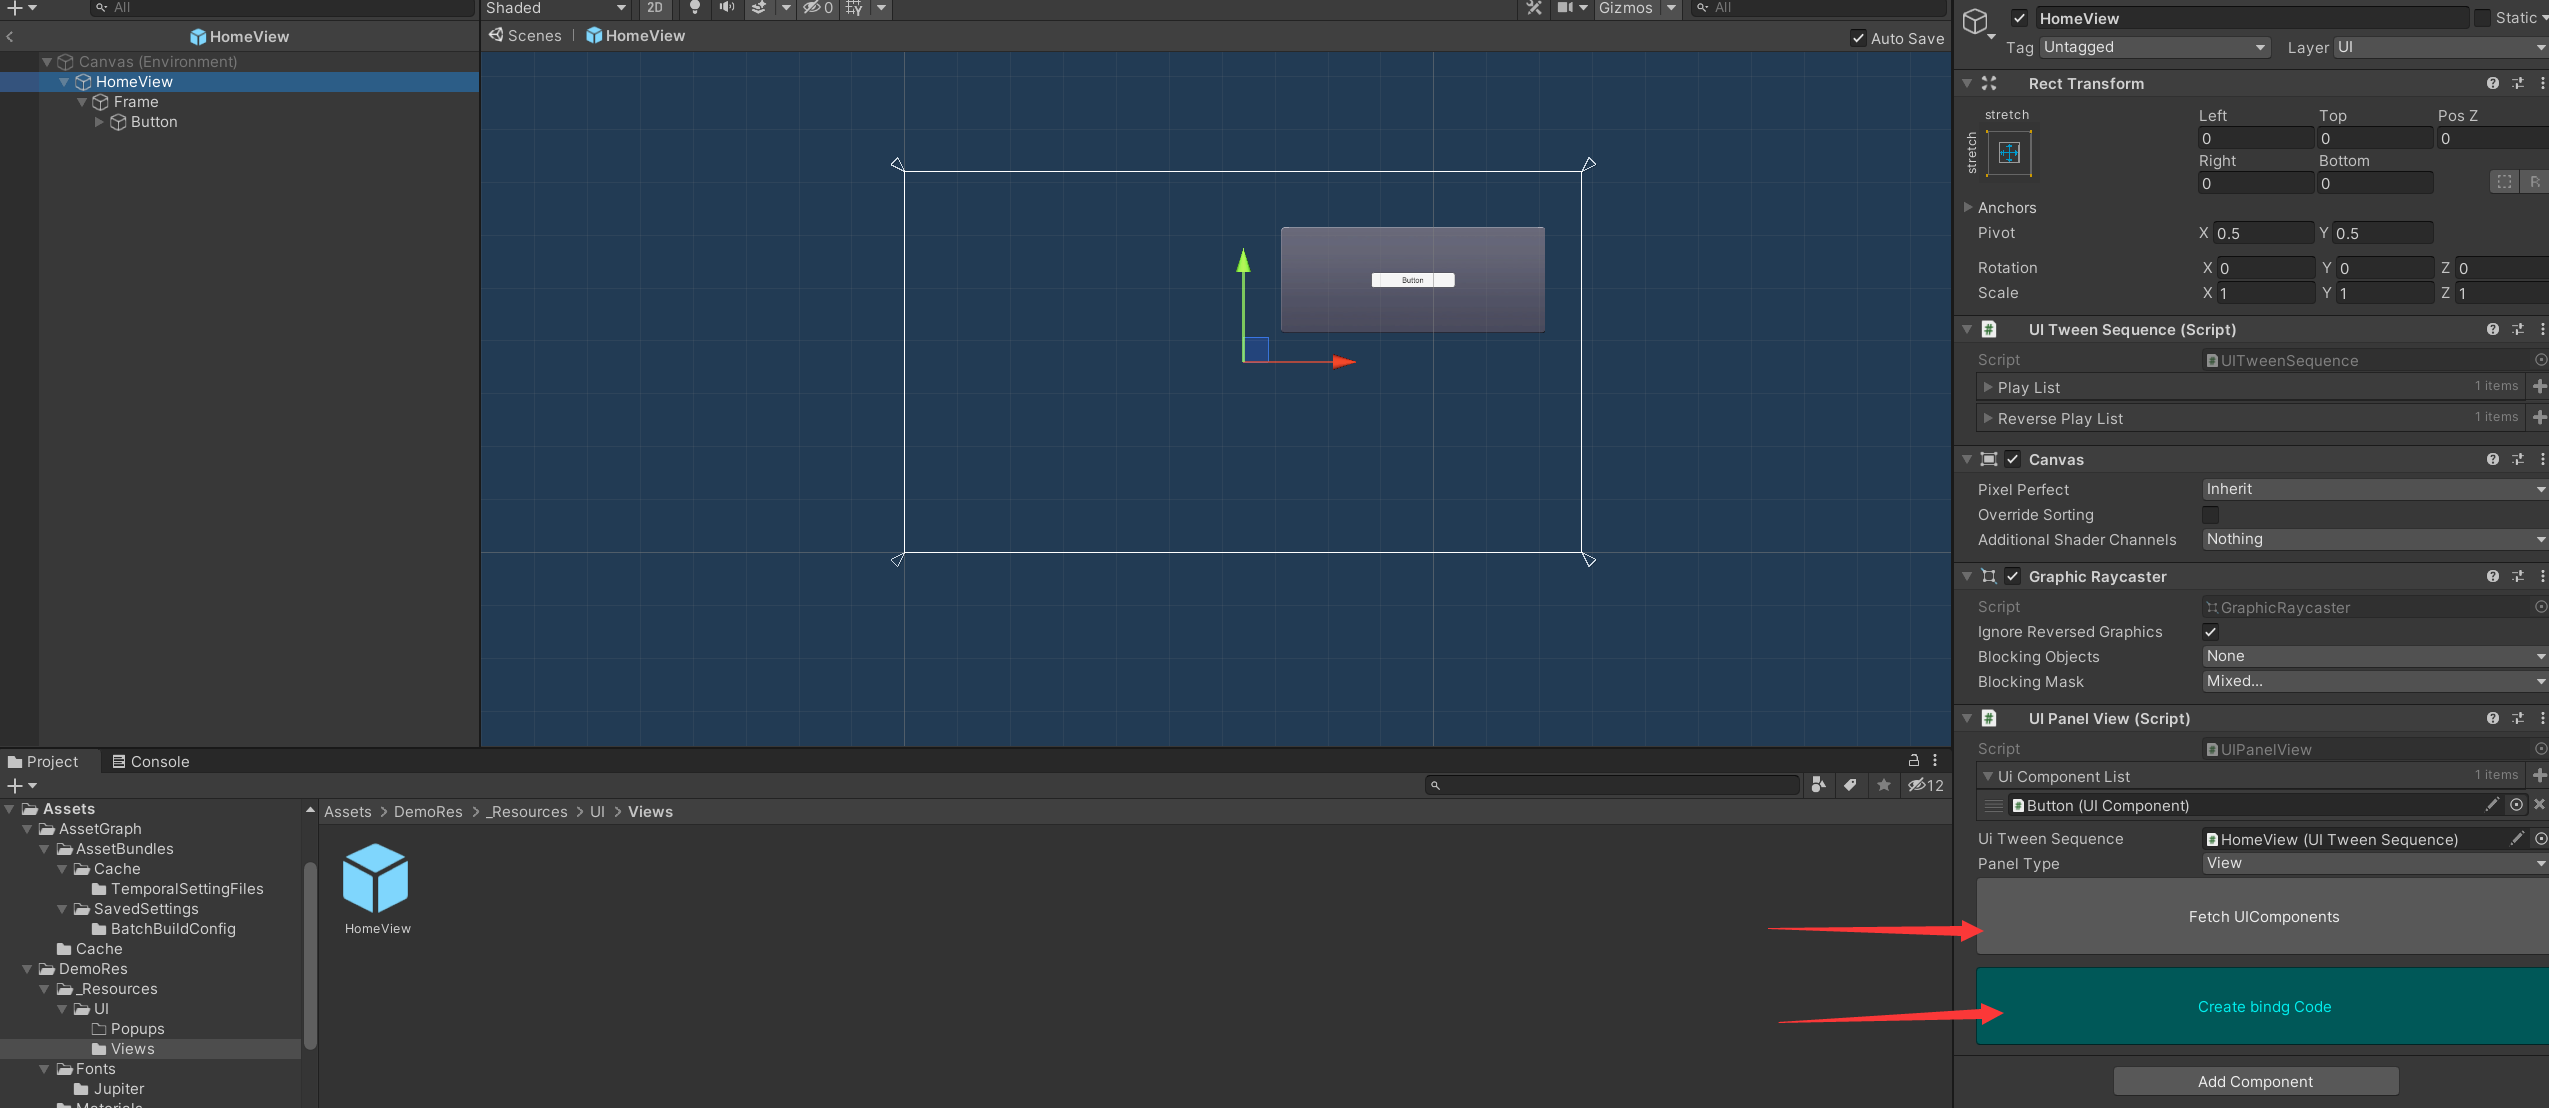 All
Shaded
2D
0
Gizmos
All
HomeView
Static
HomeView
Scenes
HomeView
Auto Save
Tag
Untagged
Layer
UI
Canvas (Environment)
HomeView
Frame
Button
Button
Rect Transform
stretch
stretch
Left
Top
Pos Z
0
0
0
Right
Bottom
0
0
R
Anchors
Pivot
X
0.5
Y
0.5
Rotation
X
0
Y
0
Z
0
Scale
X
1
Y
1
Z
1
UI Tween Sequence (Script)
Script
UITweenSequence
Play List
1 items
Reverse Play List
1 items
Canvas
Pixel Perfect
Inherit
Override Sorting
Additional Shader Channels
Nothing
Graphic Raycaster
Script
GraphicRaycaster
Ignore Reversed Graphics
Blocking Objects
None
Blocking Mask
Mixed...
UI Panel View (Script)
Script
UIPanelView
Ui Component List
1 items
Button (UI Component)
Ui Tween Sequence
HomeView (UI Tween Sequence)
Panel Type
View
Fetch UIComponents
Create bindg Code
Add Component
Project
Console
12
Assets
AssetGraph
AssetBundles
Cache
TemporalSettingFiles
SavedSettings
BatchBuildConfig
Cache
DemoRes
_Resources
UI
Popups
Views
Fonts
Jupiter
Materials
Assets > DemoRes > _Resources > UI > Views
HomeView